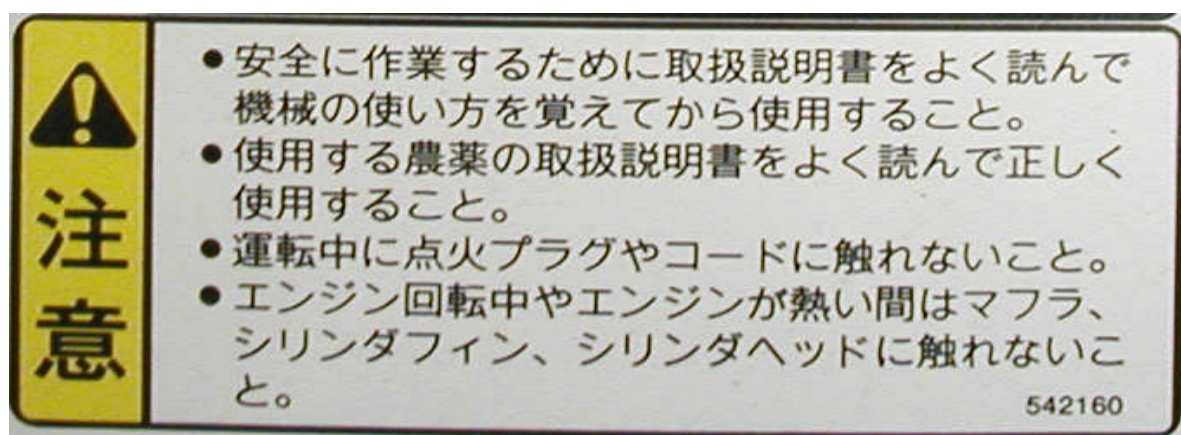 注意
●安全に作業するために取扱説明書をよく読んで
機械の使い方を覚えてから使用すること。
●使用する農薬の取扱説明書をよく読んで正しく
使用すること。
●運転中に点火プラグやコードに触れないこと。
●エンジン回転中やエンジンが熱い間はマフラ、
シリンダフィン、シリンダヘッドに触れないこ
と。
542160